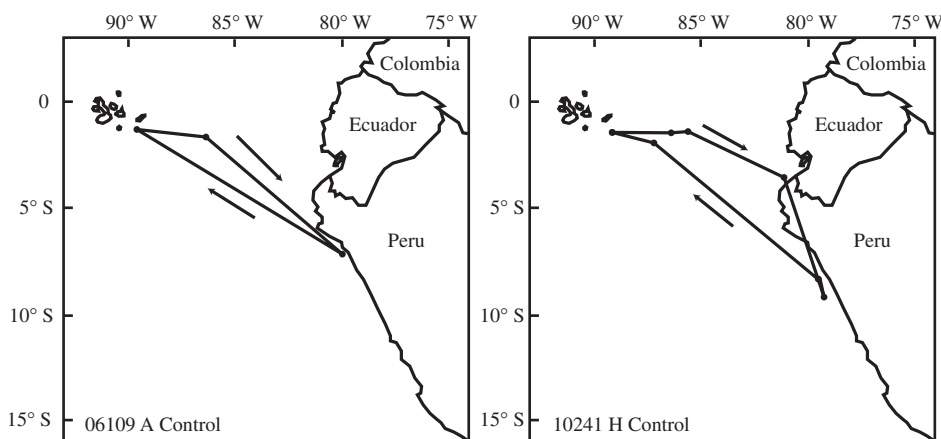 90° W 85° W 80° W 75° W 90° W 85° W 80° W 75° W
Colombia Colombia
0 0
Ecuador Ecuador
5° S 5° S
Peru Peru
10° S 10° S
15° S 15° S
06109 A Control 10241 H Control